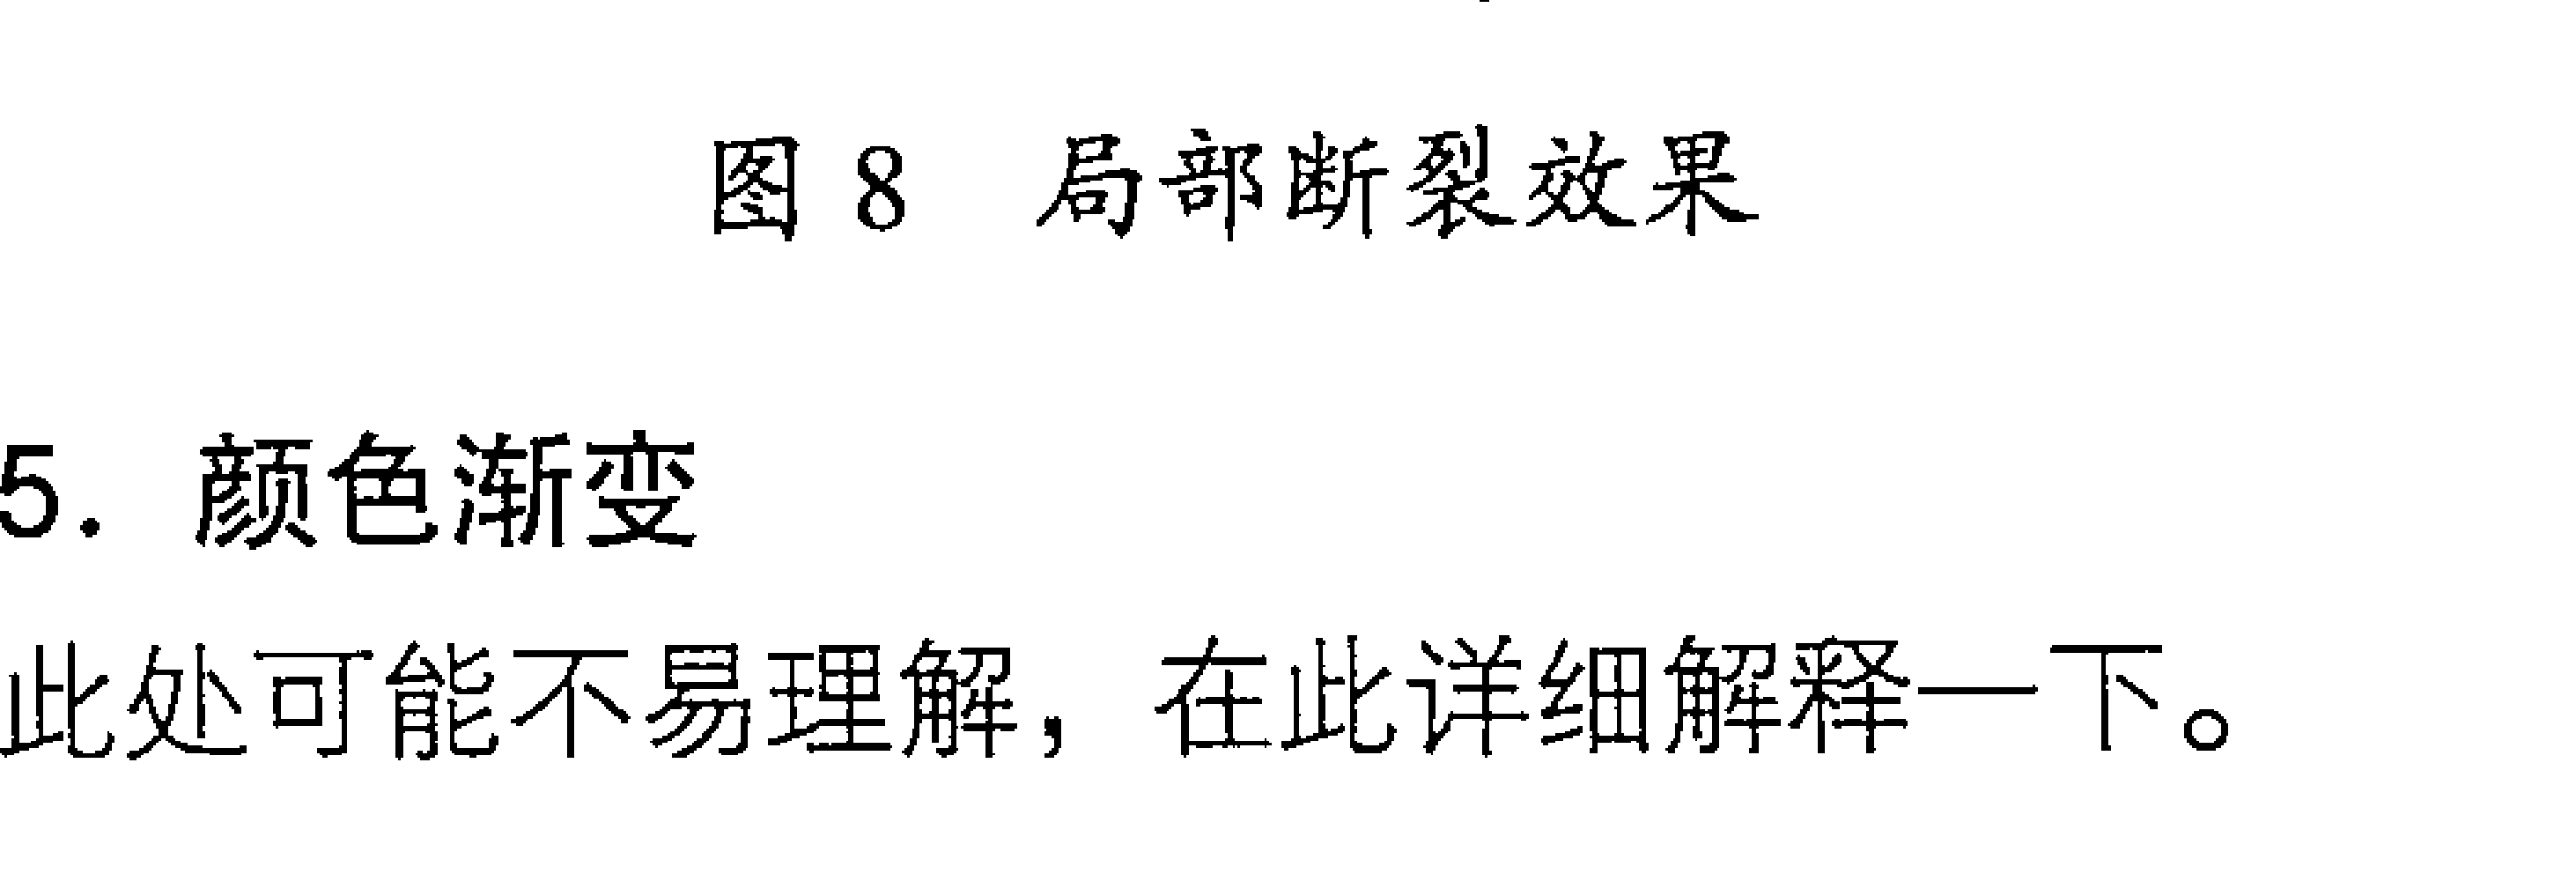 图 8 局部断裂效果
5. 颜色渐变
此处可能不易理解，在此详细解释一下。